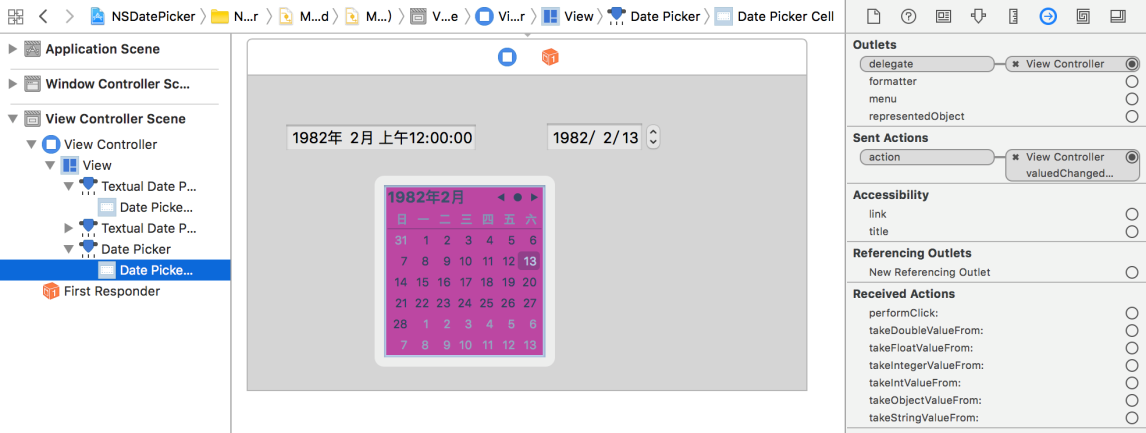 NSDatePicker N...r M...d M...) V...e Vi...r View Date Picker Date Picker Cell
Application Scene
Window Controller Sc...
View Controller Scene
View Controller
View
Textual Date P...
Date Picke...
Textual Date P...
Date Picker
Date Picke...
First Responder
1982年 2月 上午12:00:00
1982/ 2/13
1982年2月
日 一 二 三 四 五 六
31 1 2 3 4 5 6
7 8 9 10 11 12 13
14 15 16 17 18 19 20
21 22 23 24 25 26 27
28 1 2 3 4 5 6
7 8 9 10 11 12 13
Outlets
delegate View Controller
formatter
menu
representedObject
Sent Actions
action View Controller
valuedChanged...
Accessibility
link
title
Referencing Outlets
New Referencing Outlet
Received Actions
performClick:
takeDoubleValueFrom:
takeFloatValueFrom:
takeIntegerValueFrom:
takeIntValueFrom:
takeObjectValueFrom:
takeStringValueFrom: